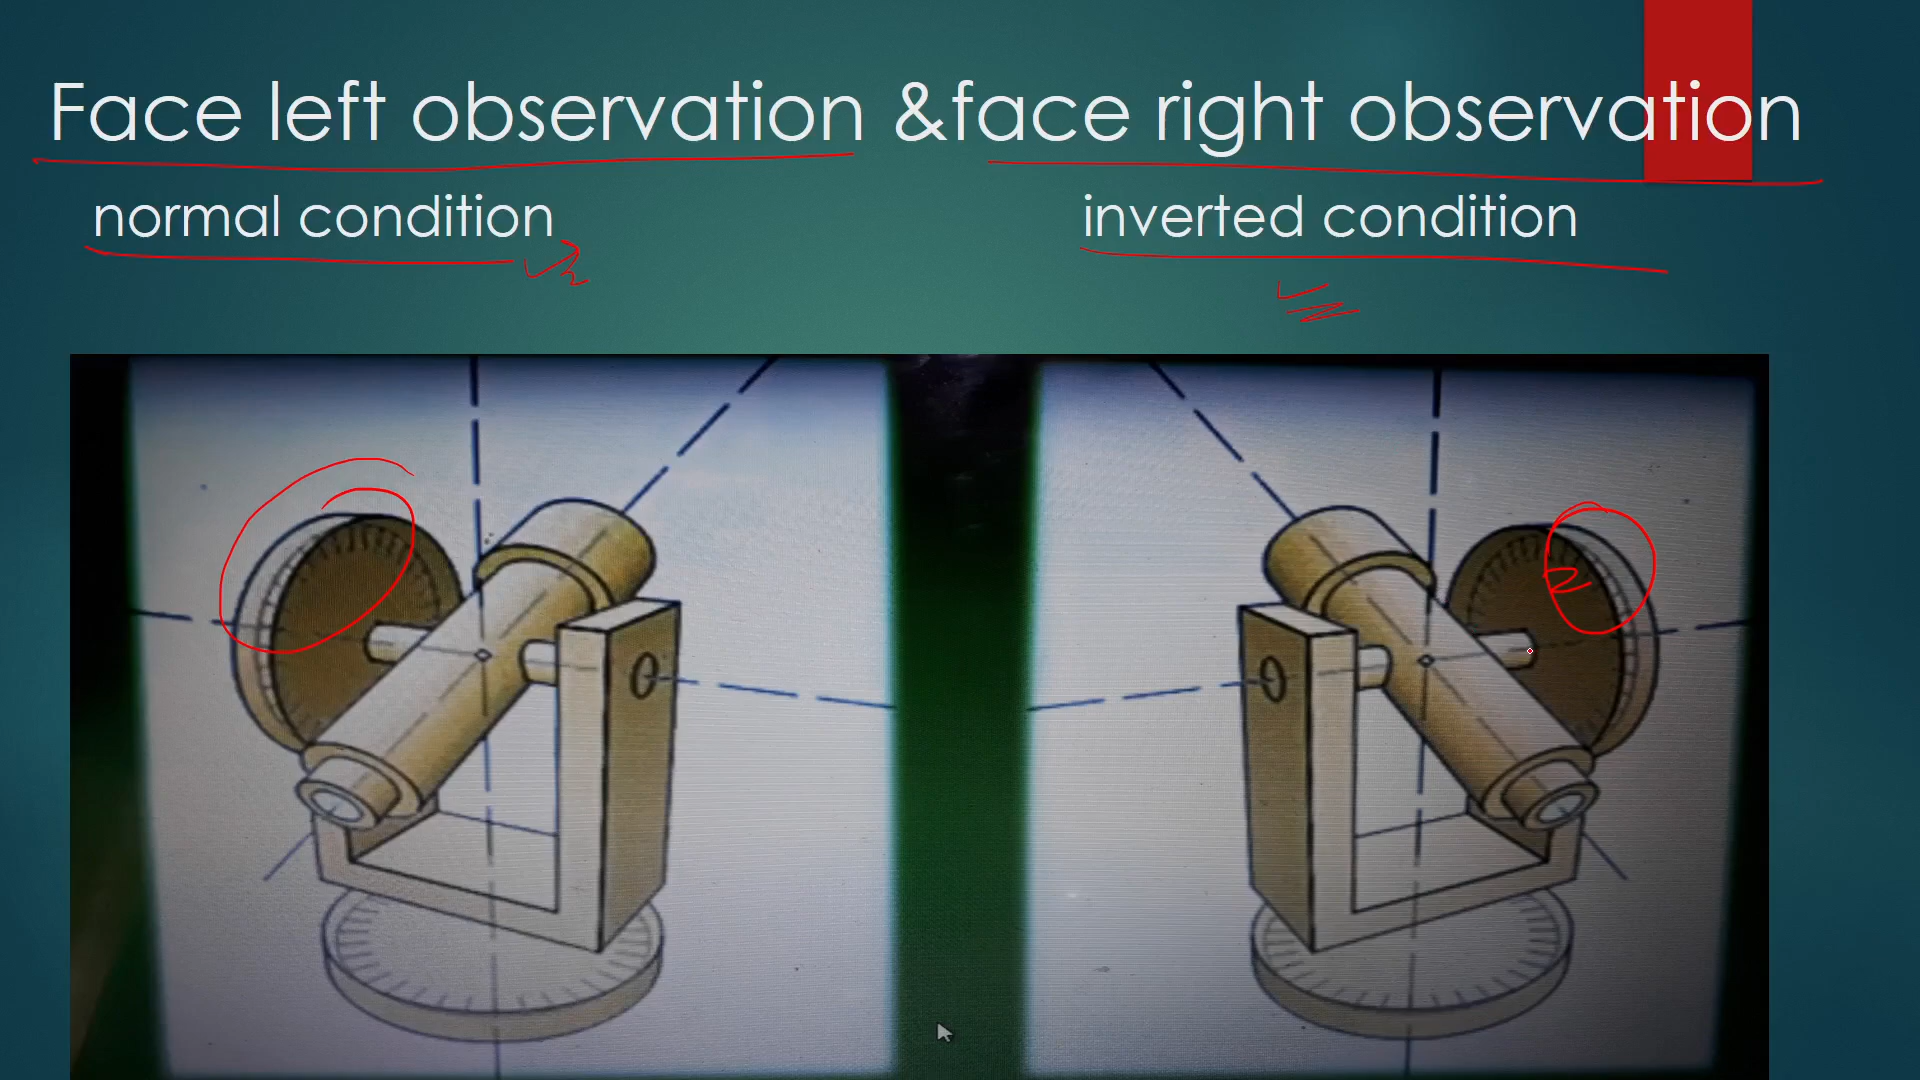 Face left observation &face right observation
normal condition
inverted condition